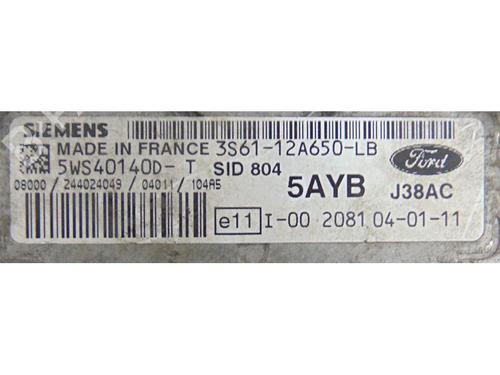 SIEMENS
MADE IN FRANCE 3S61-12A650-LB
5WS40140D- T SID 804
Ford
5AYB J38AC
08000 / 244024049 / 04011 / 104A5
e11 I-00 2081 04-01-11